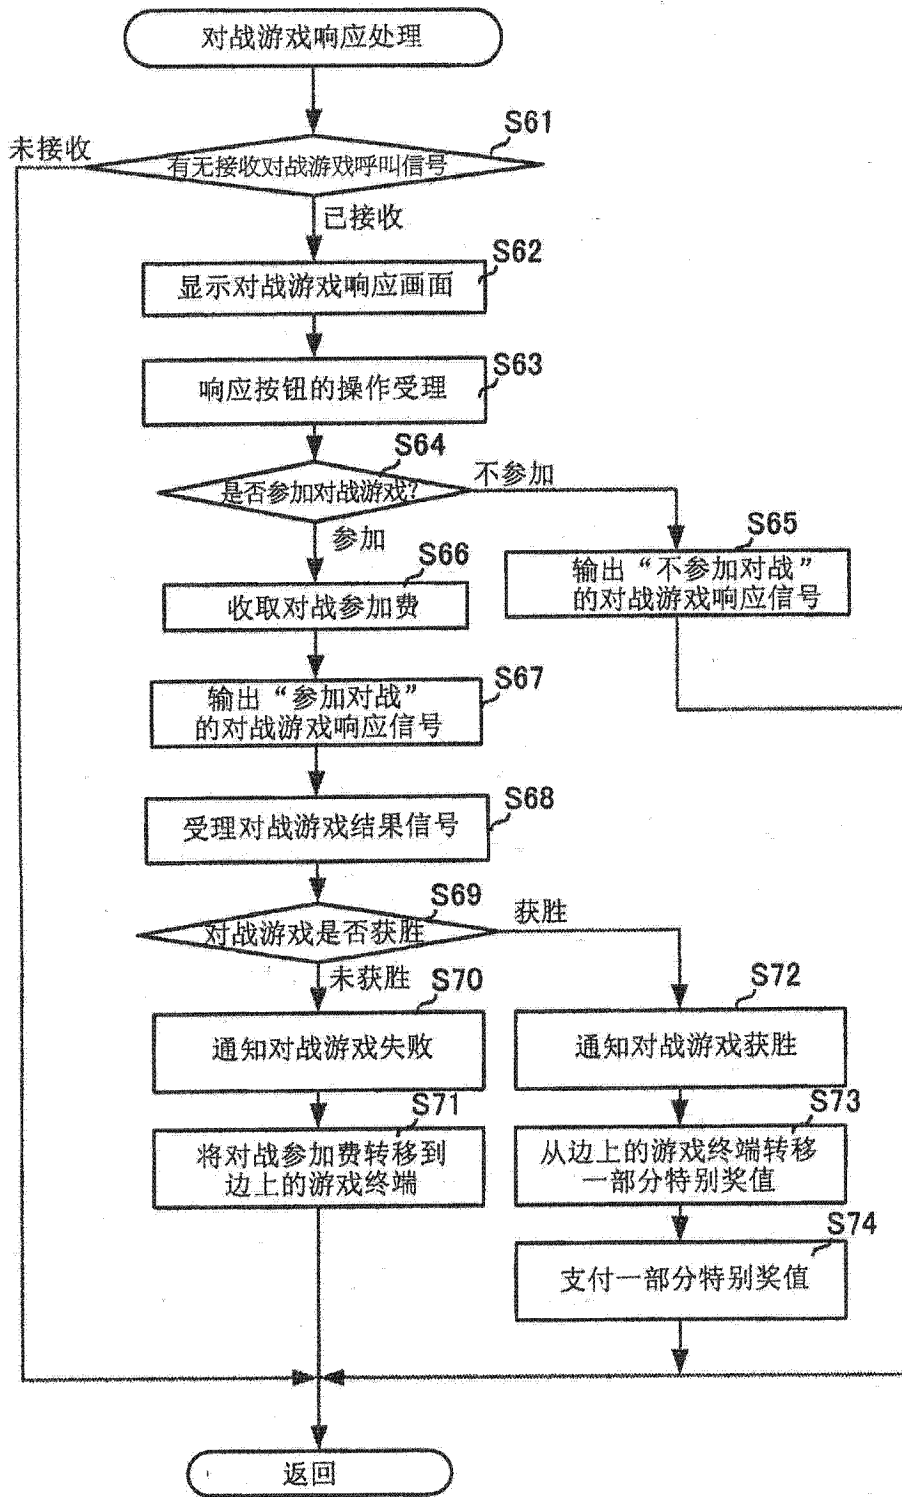 对战游戏响应处理
S61
未接收
有无接收对战游戏呼叫信号
已接收
S62
显示对战游戏响应画面
S63
响应按钮的操作受理
S64
是否参加对战游戏?
不参加
参加
S65
输出“不参加对战”
的对战游戏响应信号
S66
收取对战参加费
S67
输出“参加对战”
的对战游戏响应信号
S68
受理对战游戏结果信号
S69
对战游戏是否获胜
获胜
未获胜
S70
通知对战游戏失败
S72
通知对战游戏获胜
S71
将对战参加费转移到
边上的游戏终端
S73
从边上的游戏终端转移
一部分特别奖值
S74
支付一部分特别奖值
返回